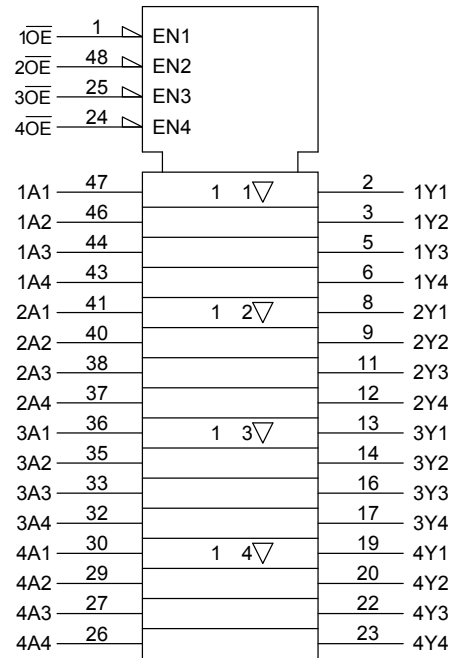 1O̅E̅ 1 EN1
2O̅E̅ 48 EN2
3O̅E̅ 25 EN3
4O̅E̅ 24 EN4
1A1 47 1 1▽ 2 1Y1
1A2 46 3 1Y2
1A3 44 5 1Y3
1A4 43 6 1Y4
2A1 41 1 2▽ 8 2Y1
2A2 40 9 2Y2
2A3 38 11 2Y3
2A4 37 12 2Y4
3A1 36 1 3▽ 13 3Y1
3A2 35 14 3Y2
3A3 33 16 3Y3
3A4 32 17 3Y4
4A1 30 1 4▽ 19 4Y1
4A2 29 20 4Y2
4A3 27 22 4Y3
4A4 26 23 4Y4